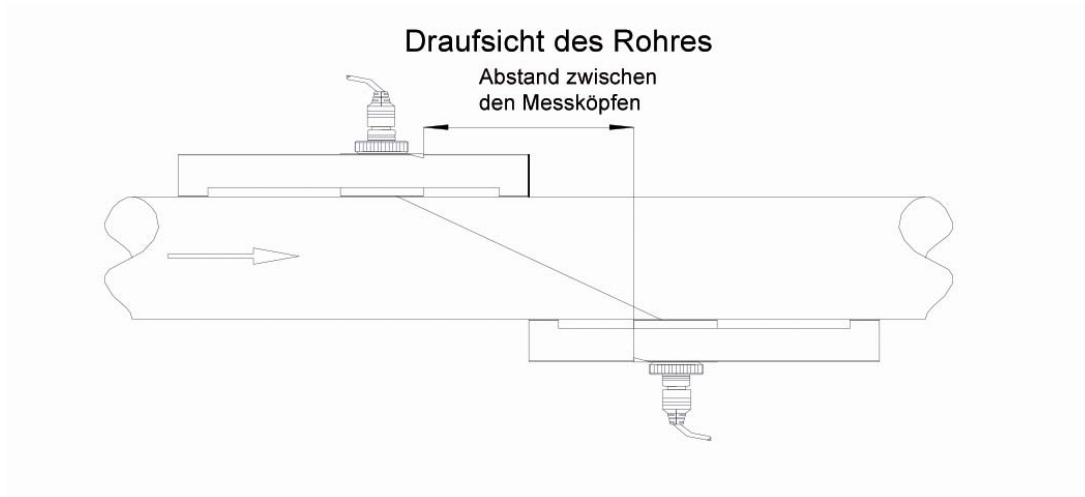 Draufsicht des Rohres
Abstand zwischen
den Messköpfen